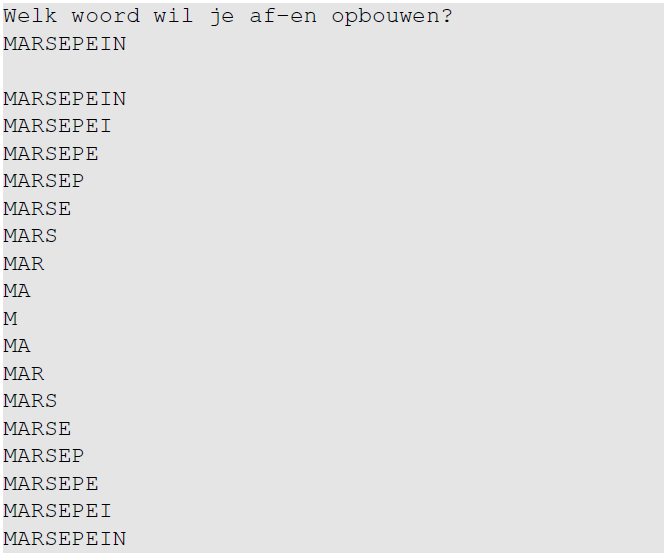 Welk woord wil je af-en opbouwen?
MARSEPEIN
MARSEPEIN
MARSEPEI
MARSEPE
MARSEP
MARSE
MARS
MAR
MA
M
MA
MAR
MARS
MARSE
MARSEP
MARSEPE
MARSEPEI
MARSEPEIN